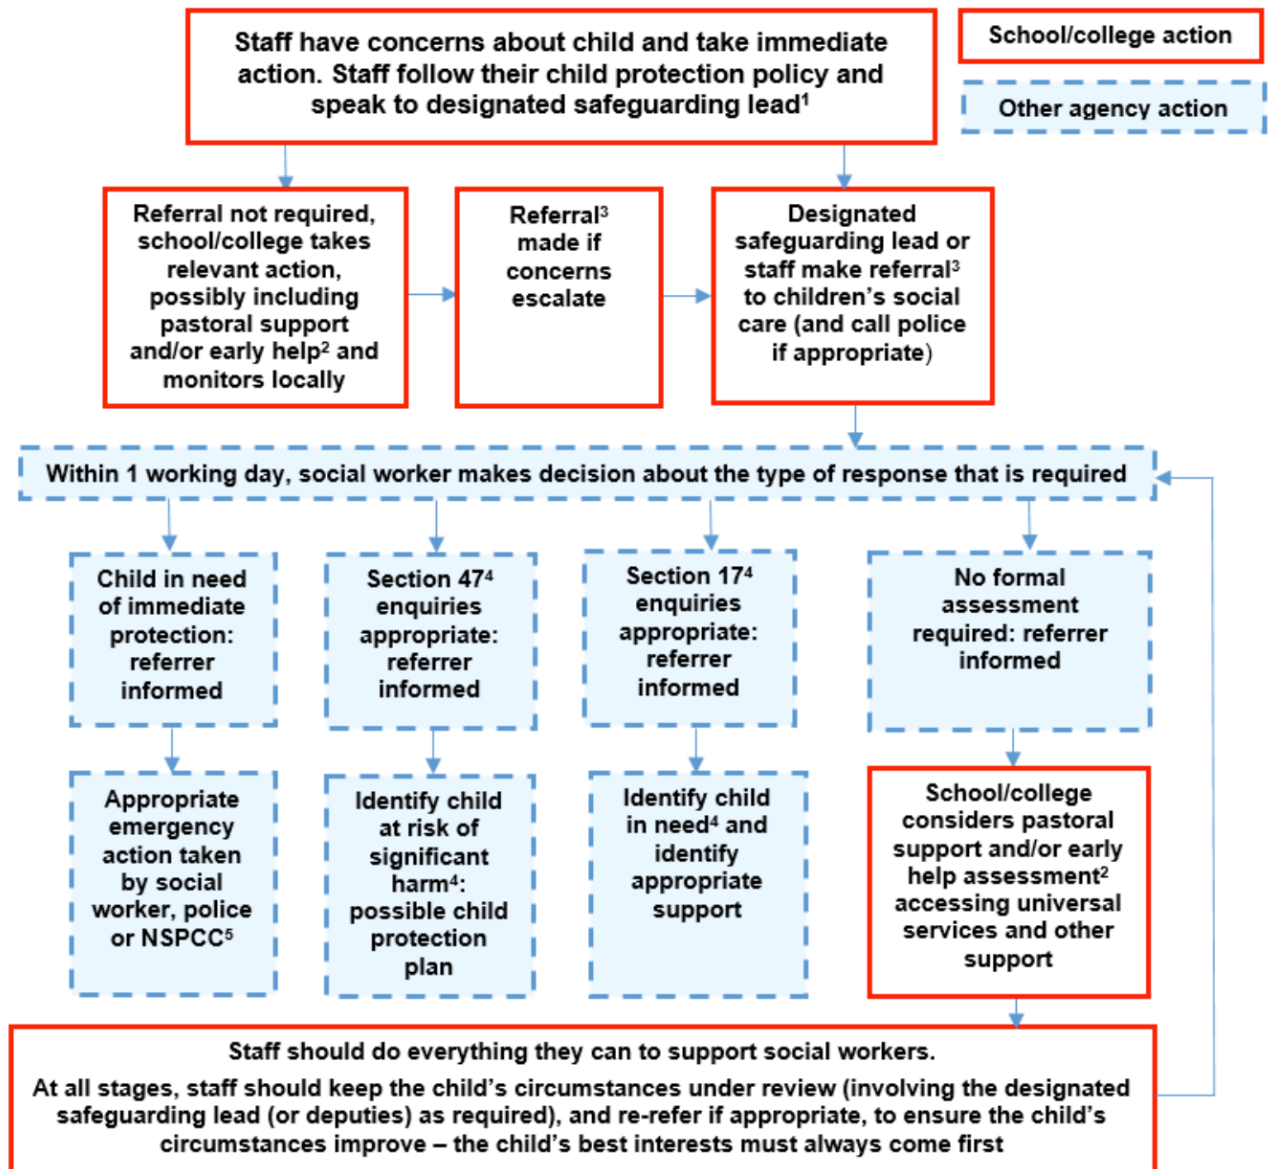 Staff have concerns about child and take immediate
action. Staff follow their child protection policy and
speak to designated safeguarding lead¹
School/college action
Other agency action
Referral not required,
school/college takes
relevant action,
possibly including
pastoral support
and/or early help² and
monitors locally
Referral³
made if
concerns
escalate
Designated
safeguarding lead or
staff make referral³
to children’s social
care (and call police
if appropriate)
Within 1 working day, social worker makes decision about the type of response that is required
Child in need
of immediate
protection:
referrer
informed
Section 47⁴
enquiries
appropriate:
referrer
informed
Section 17⁴
enquiries
appropriate:
referrer
informed
No formal
assessment
required: referrer
informed
Appropriate
emergency
action taken
by social
worker, police
or NSPCC⁵
Identify child
at risk of
significant
harm⁴:
possible child
protection
plan
Identify child
in need⁴ and
identify
appropriate
support
School/college
considers pastoral
support and/or early
help assessment²
accessing universal
services and other
support
Staff should do everything they can to support social workers.
At all stages, staff should keep the child’s circumstances under review (involving the designated
safeguarding lead (or deputies) as required), and re-refer if appropriate, to ensure the child’s
circumstances improve – the child’s best interests must always come first